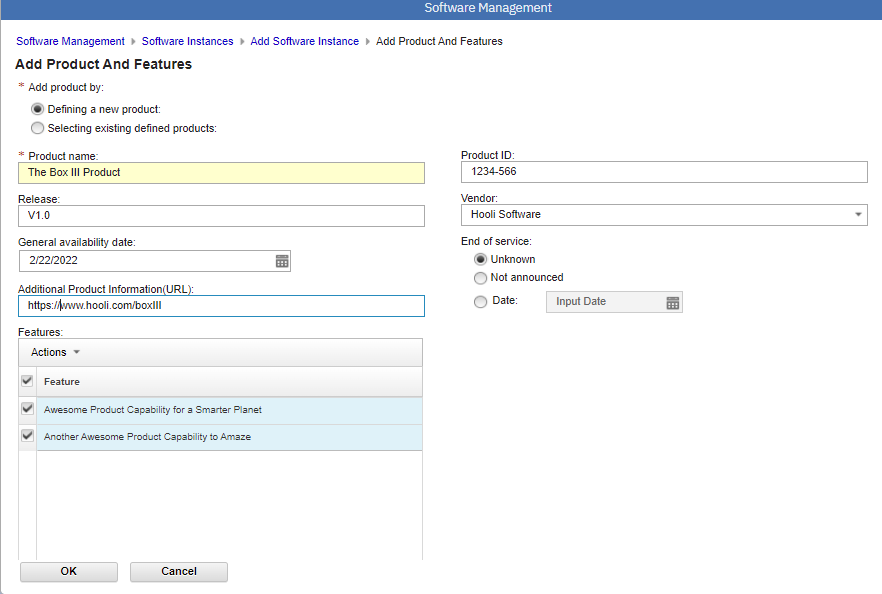 Software Management
Software Management Software Instances Add Software Instance Add Product And Features
Add Product And Features
* Add product by:
Defining a new product:
Selecting existing defined products:
* Product name:
The Box III Product
Release:
V1.0
General availability date:
2/22/2022
Additional Product Information(URL):
https://www.hooli.com/boxIII
Product ID:
1234-566
Vendor:
Hooli Software
End of service:
Unknown
Not announced
Date: Input Date
Features:
Actions
Feature
Awesome Product Capability for a Smarter Planet
Another Awesome Product Capability to Amaze
OK Cancel